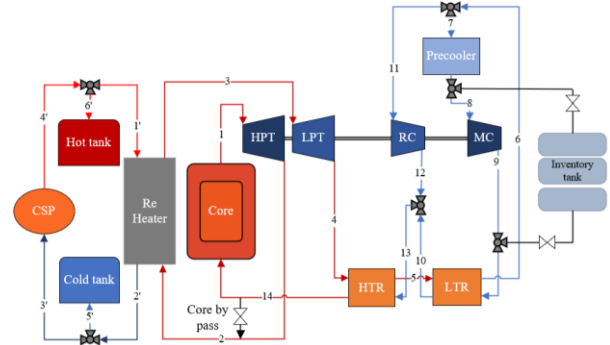 7
Precooler
11
8
6
3
4'
6'
1'
Hot tank
1
HPT
LPT
RC
MC
9
12
Inventory
tank
CSP
Re
Heater
Core
4
13
10
Cold tank
3'
5'
2'
14
HTR
5
LTR
Core by
pass
2